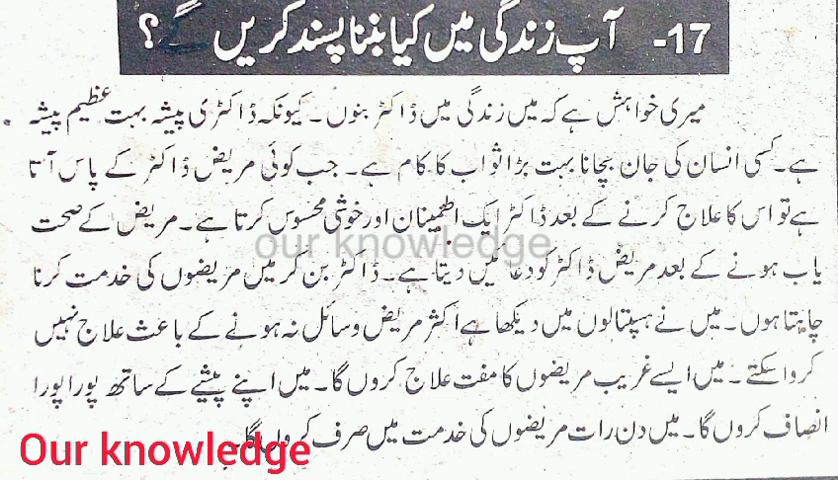 17- آپ زندگی میں کیا بننا پسند کریں گے؟
میری خواہش ہے کہ میں زندگی میں ڈاکٹر بنوں۔ کیونکہ ڈاکٹری پیشہ بہت عظیم پیشہ
ہے۔ کسی انسان کی جان بچانا بہت بڑا ثواب کا کام ہے۔ جب کوئی مریض ڈاکٹر کے پاس آتا
ہے تو اس کا علاج کرنے کے بعد ڈاکٹر ایک اطمینان اور خوشی محسوس کرتا ہے۔ مریض کے صحت
our knowledge
یاب ہونے کے بعد مریض ڈاکٹر کو دعائیں دیتا ہے۔ ڈاکٹر بن کر میں مریضوں کی خدمت کرنا
چاہتا ہوں۔ میں نے ہسپتالوں میں دیکھا ہے اکثر مریض وسائل نہ ہونے کے باعث علاج نہیں
کروا سکتے۔ میں ایسے غریب مریضوں کا مفت علاج کروں گا۔ میں اپنے پیشے کے ساتھ پورا پورا
انصاف کروں گا۔ میں دن رات مریضوں کی خدمت میں صرف کروں گا۔
Our knowledge